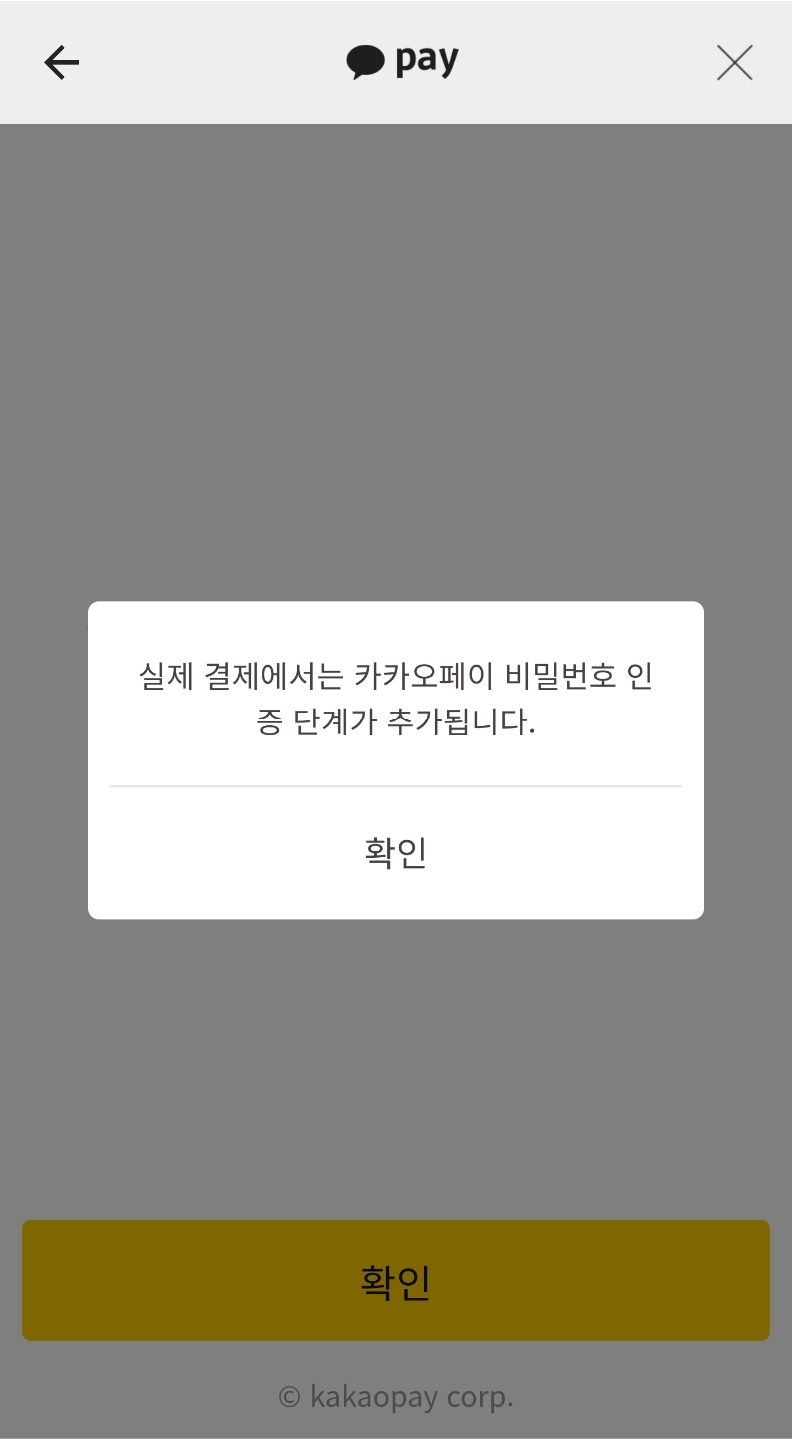 pay
실제 결제에서는 카카오페이 비밀번호 인
증 단계가 추가됩니다.
확인
확인
© kakaopay corp.